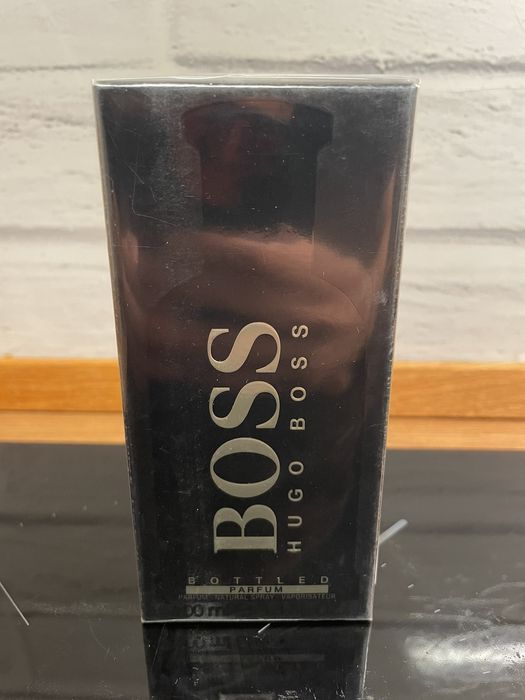 BOSS
HUGO BOSS
BOTTLED
PARFUM
PARFUM NATURAL SPRAY VAPORISATEUR